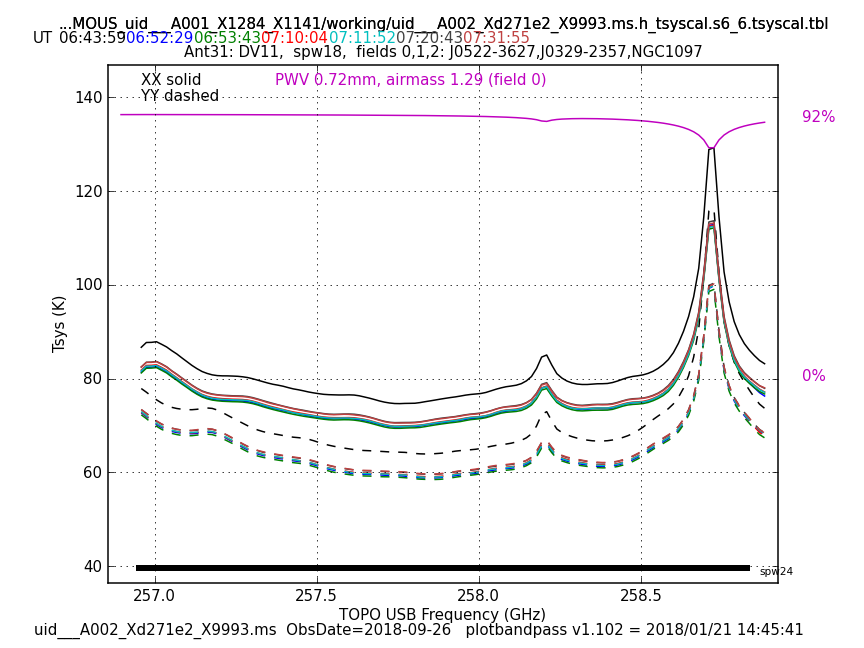 ...MOUS_uid___A001_X1284_X1141/working/uid___A002_Xd271e2_X9993.ms.h_tsyscal.s6_6.tsyscal.tbl
UT 06:43:59 06:52:29 06:53:43 07:10:04 07:11:52 07:20:43 07:31:55
Ant31: DV11, spw18, fields 0,1,2: J0522-3627,J0329-2357,NGC1097
XX solid
PWV 0.72mm, airmass 1.29 (field 0)
YY dashed
140
120
100
80
60
40
92%
0%
Tsys (K)
spw24
257.0 257.5 258.0 258.5
TOPO USB Frequency (GHz)
uid___A002_Xd271e2_X9993.ms ObsDate=2018-09-26 plotbandpass v1.102 = 2018/01/21 14:45:41